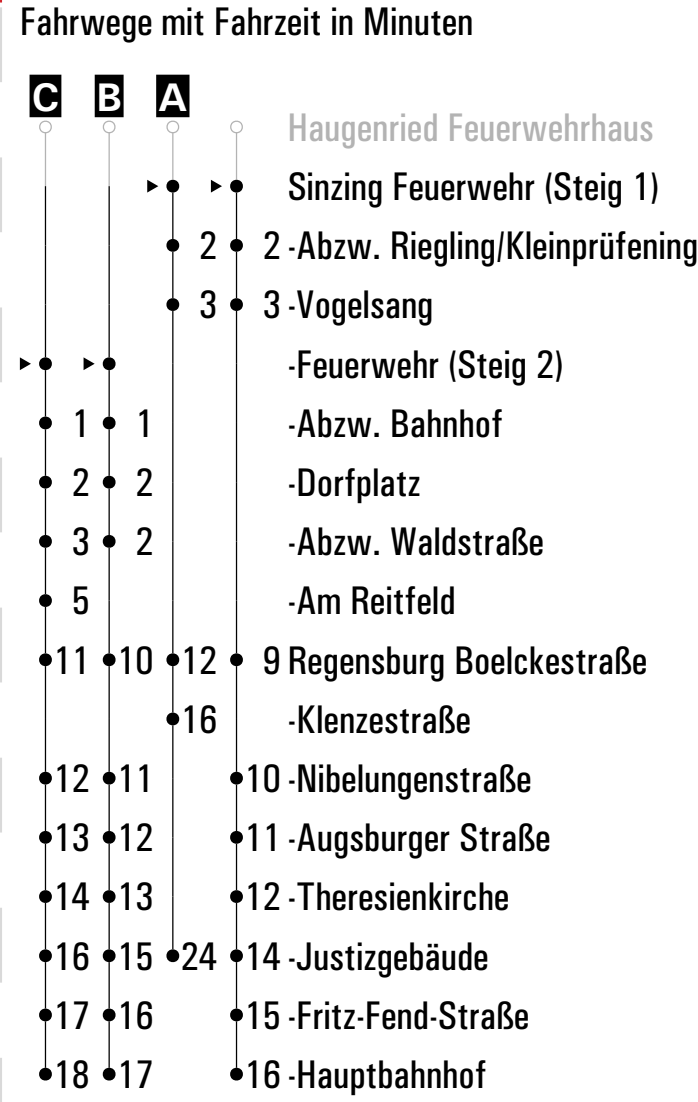 Fahrwege mit Fahrzeit in Minuten
C B A
Haugenried Feuerwehrhaus
Sinzing Feuerwehr (Steig 1)
2 2 -Abzw. Riegling/Kleinprüfening
3 3 -Vogelsang
-Feuerwehr (Steig 2)
1 1 -Abzw. Bahnhof
2 2 -Dorfplatz
3 2 -Abzw. Waldstraße
5 -Am Reitfeld
11 10 12 9 Regensburg Boelckestraße
16 -Klenzestraße
12 11 10 -Nibelungenstraße
13 12 11 -Augsburger Straße
14 13 12 -Theresienkirche
16 15 24 14 -Justizgebäude
17 16 15 -Fritz-Fend-Straße
18 17 16 -Hauptbahnhof